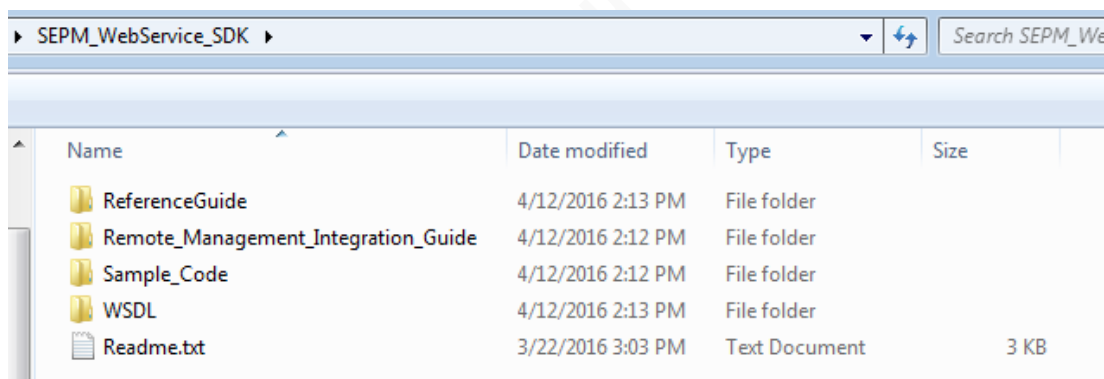 SEPM_WebService_SDK
Search SEPM_We
Name Date modified Type Size
ReferenceGuide 4/12/2016 2:13 PM File folder
Remote_Management_Integration_Guide 4/12/2016 2:12 PM File folder
Sample_Code 4/12/2016 2:12 PM File folder
WSDL 4/12/2016 2:13 PM File folder
Readme.txt 3/22/2016 3:03 PM Text Document 3 KB